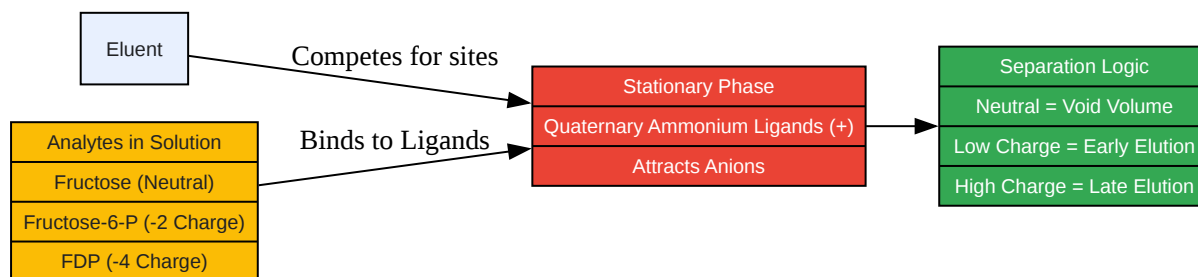 Eluent
Competes for sites
Analytes in Solution
Fructose (Neutral)
Fructose-6-P (-2 Charge)
FDP (-4 Charge)
Binds to Ligands
Stationary Phase
Quaternary Ammonium Ligands (+)
Attracts Anions
Separation Logic
Neutral = Void Volume
Low Charge = Early Elution
High Charge = Late Elution